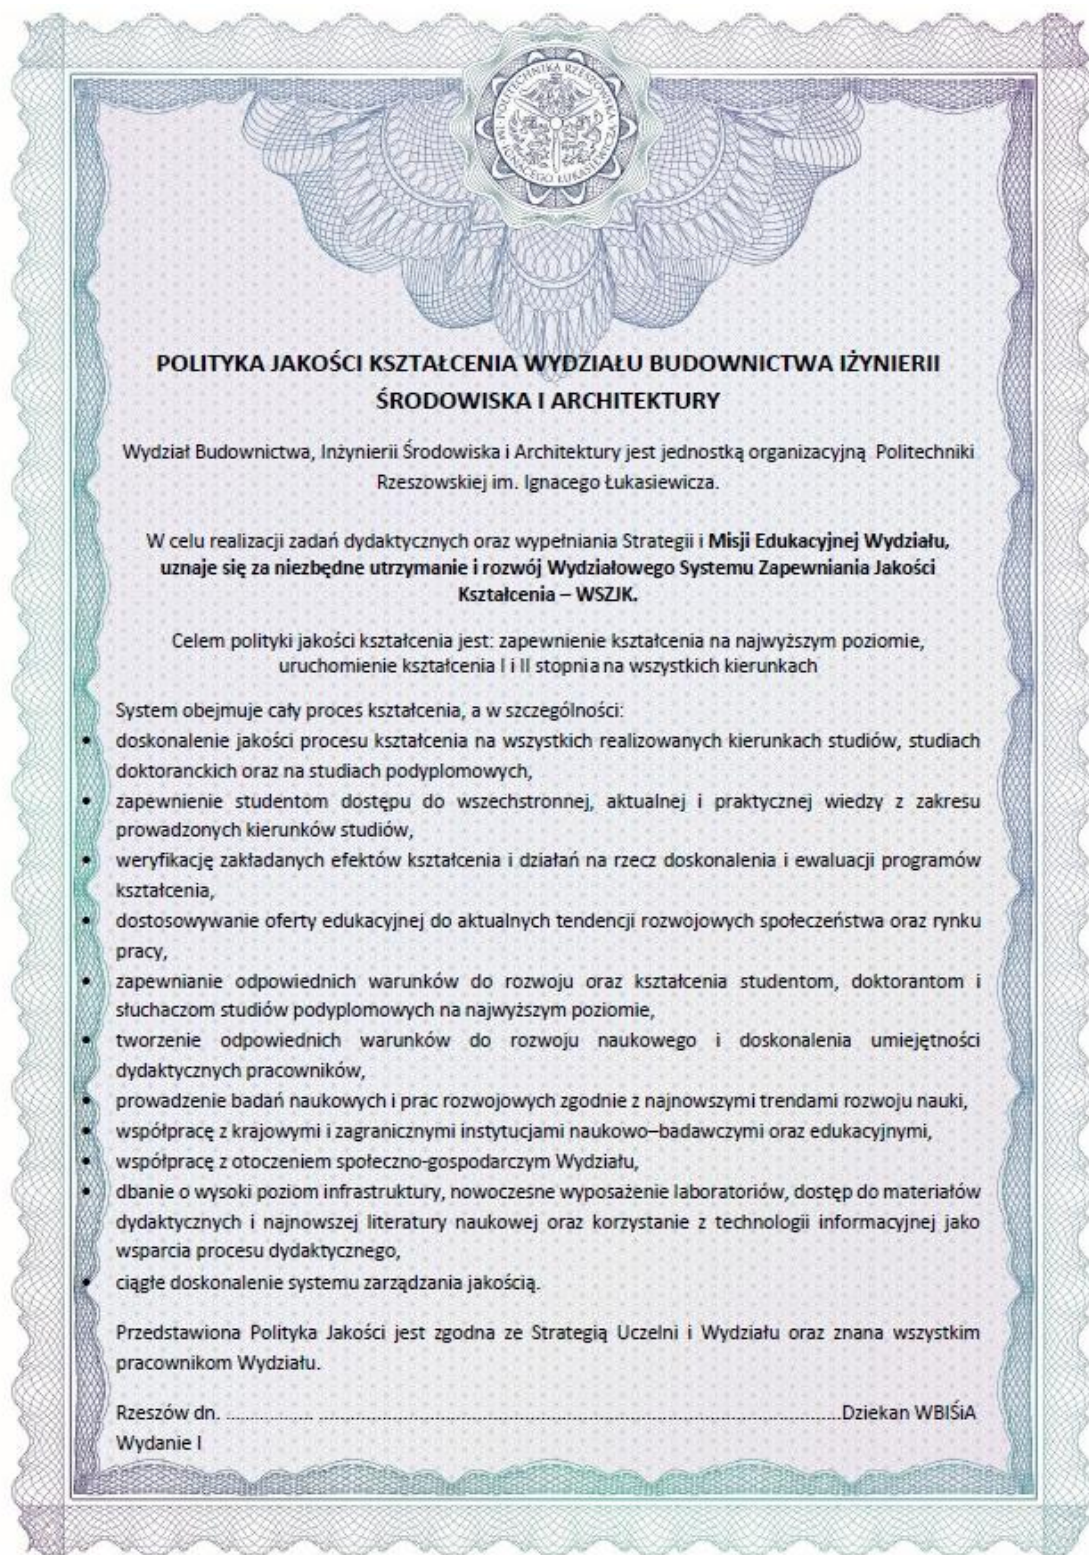 POLITECHNIKA RZESZOWSKA IM. IGNACEGO ŁUKASIEWICZA
POLITYKA JAKOŚCI KSZTAŁCENIA WYDZIAŁU BUDOWNICTWA IŻYNIERII
ŚRODOWISKA I ARCHITEKTURY
Wydział Budownictwa, Inżynierii Środowiska i Architektury jest jednostką organizacyjną Politechniki
Rzeszowskiej im. Ignacego Łukasiewicza.
W celu realizacji zadań dydaktycznych oraz wypełniania Strategii i Misji Edukacyjnej Wydziału,
uznaje się za niezbędne utrzymanie i rozwój Wydziałowego Systemu Zapewniania Jakości
Kształcenia – WSZJK.
Celem polityki jakości kształcenia jest: zapewnienie kształcenia na najwyższym poziomie,
uruchomienie kształcenia I i II stopnia na wszystkich kierunkach
System obejmuje cały proces kształcenia, a w szczególności:
• doskonalenie jakości procesu kształcenia na wszystkich realizowanych kierunkach studiów, studiach
doktoranckich oraz na studiach podyplomowych,
• zapewnienie studentom dostępu do wszechstronnej, aktualnej i praktycznej wiedzy z zakresu
prowadzonych kierunków studiów,
• weryfikację zakładanych efektów kształcenia i działań na rzecz doskonalenia i ewaluacji programów
kształcenia,
• dostosowywanie oferty edukacyjnej do aktualnych tendencji rozwojowych społeczeństwa oraz rynku
pracy,
• zapewnianie odpowiednich warunków do rozwoju oraz kształcenia studentom, doktorantom i
słuchaczom studiów podyplomowych na najwyższym poziomie,
• tworzenie odpowiednich warunków do rozwoju naukowego i doskonalenia umiejętności
dydaktycznych pracowników,
• prowadzenie badań naukowych i prac rozwojowych zgodnie z najnowszymi trendami rozwoju nauki,
• współpracę z krajowymi i zagranicznymi instytucjami naukowo–badawczymi oraz edukacyjnymi,
• współpracę z otoczeniem społeczno-gospodarczym Wydziału,
• dbanie o wysoki poziom infrastruktury, nowoczesne wyposażenie laboratoriów, dostęp do materiałów
dydaktycznych i najnowszej literatury naukowej oraz korzystanie z technologii informacyjnej jako
wsparcia procesu dydaktycznego,
• ciągłe doskonalenie systemu zarządzania jakością.
Przedstawiona Polityka Jakości jest zgodna ze Strategią Uczelni i Wydziału oraz znana wszystkim
pracownikom Wydziału.
Rzeszów dn. ................. ........................................................................................................Dziekan WBIŚiA
Wydanie I